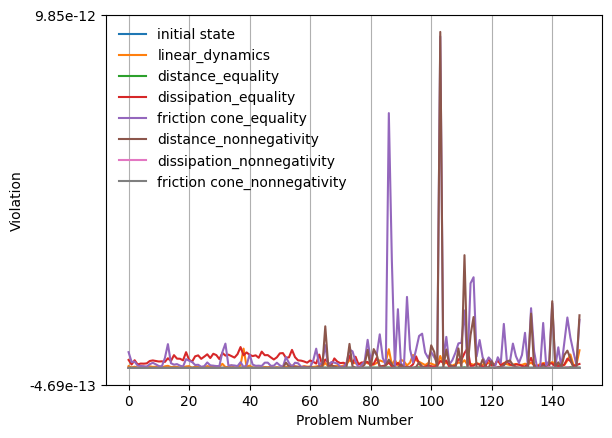 9.85e-12
initial state
linear_dynamics
distance_equality
dissipation_equality
friction cone_equality
distance_nonnegativity
dissipation_nonnegativity
friction cone_nonnegativity
Violation
-4.69e-13
0 20 40 60 80 100 120 140
Problem Number